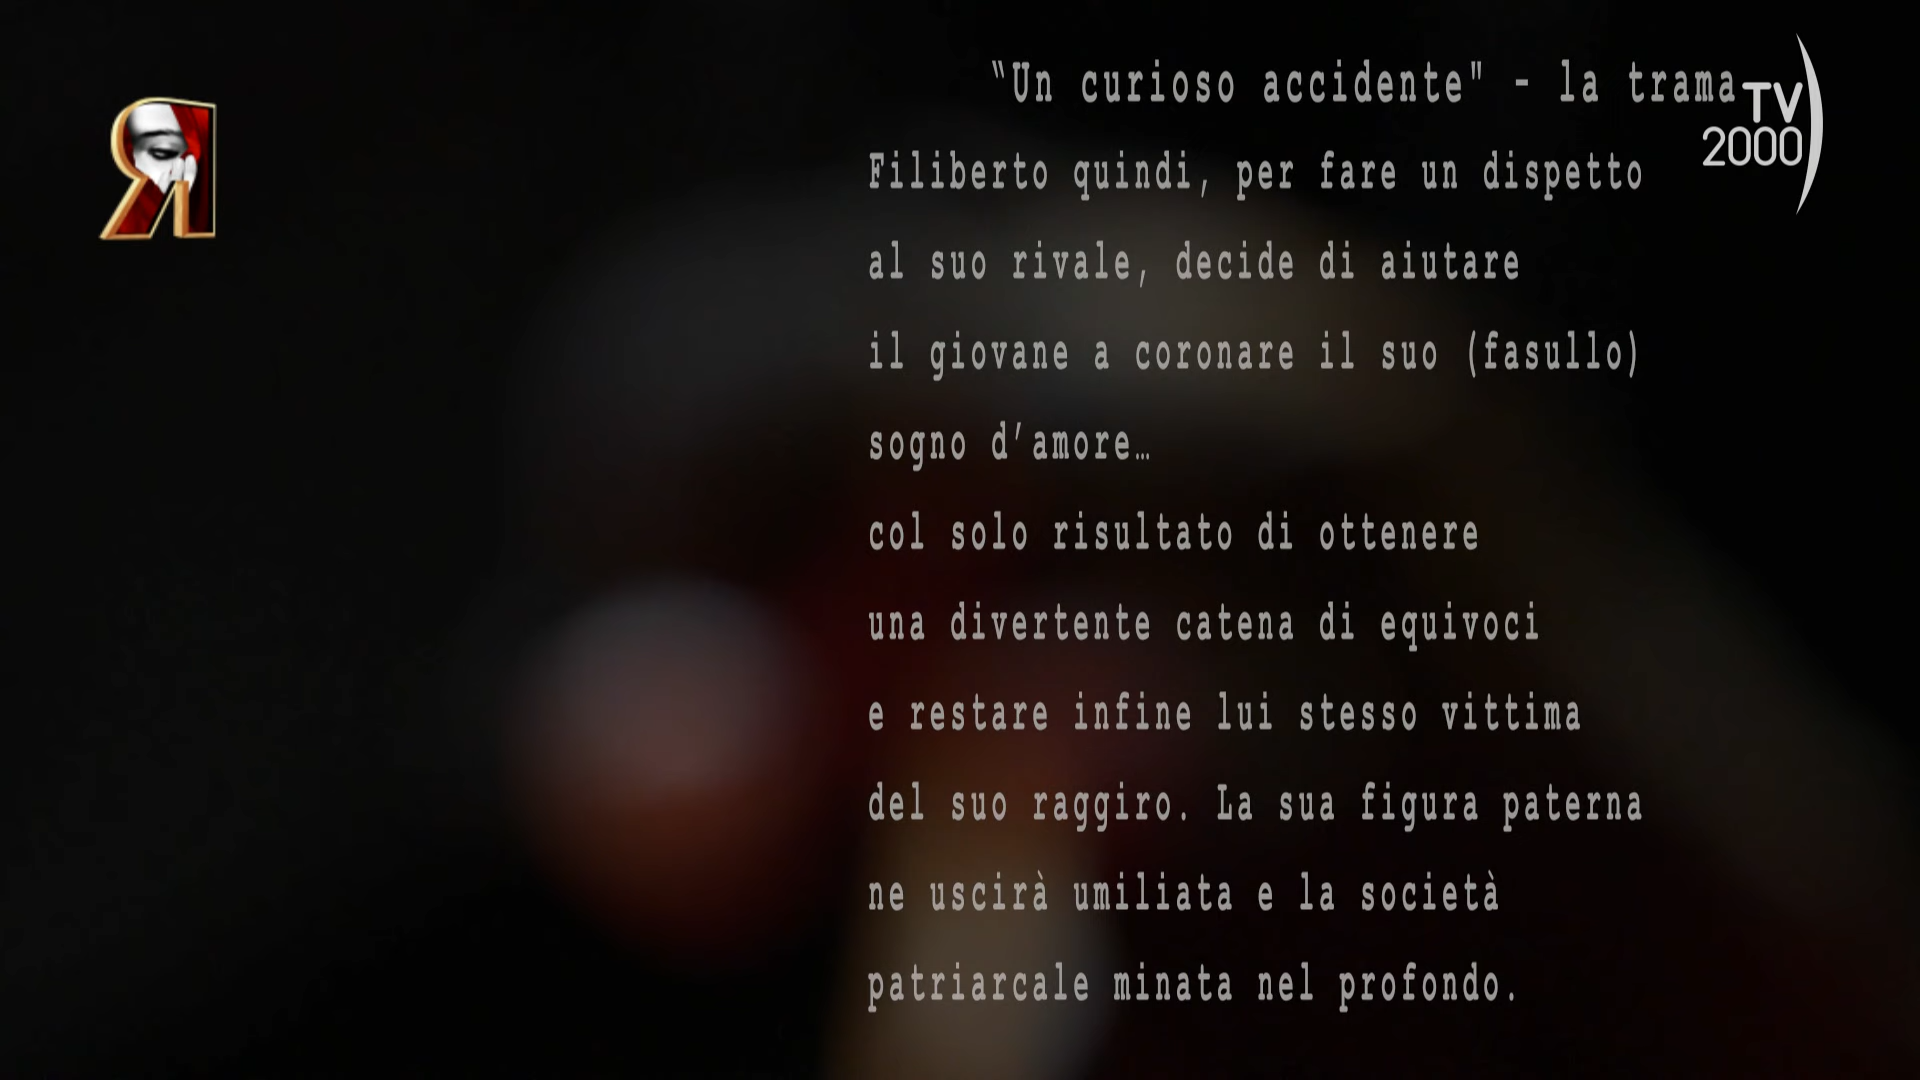 “Un curioso accidente" - la trama
TV
2000
Filiberto quindi, per fare un dispetto
al suo rivale, decide di aiutare
il giovane a coronare il suo (fasullo)
sogno d’amore…
col solo risultato di ottenere
una divertente catena di equivoci
e restare infine lui stesso vittima
del suo raggiro. La sua figura paterna
ne uscirà umiliata e la società
patriarcale minata nel profondo.